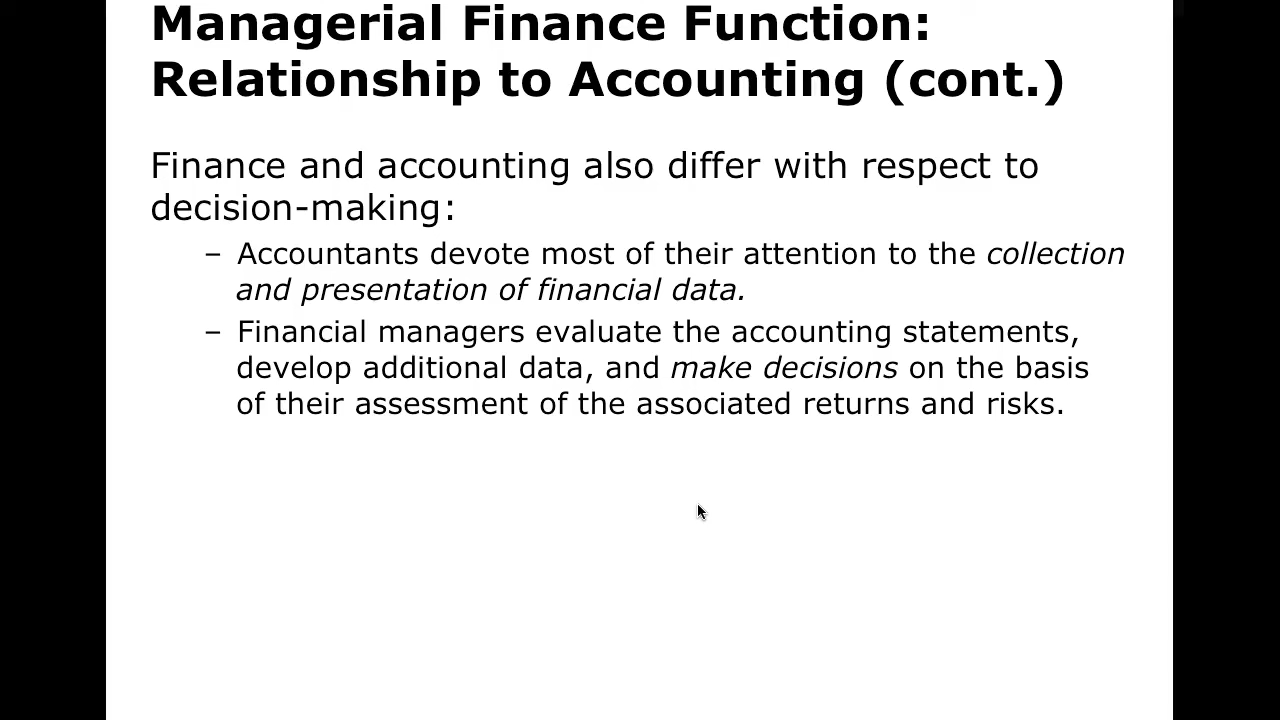 Managerial Finance Function:
Relationship to Accounting (cont.)
Finance and accounting also differ with respect to
decision-making:
– Accountants devote most of their attention to the collection
and presentation of financial data.
– Financial managers evaluate the accounting statements,
develop additional data, and make decisions on the basis
of their assessment of the associated returns and risks.